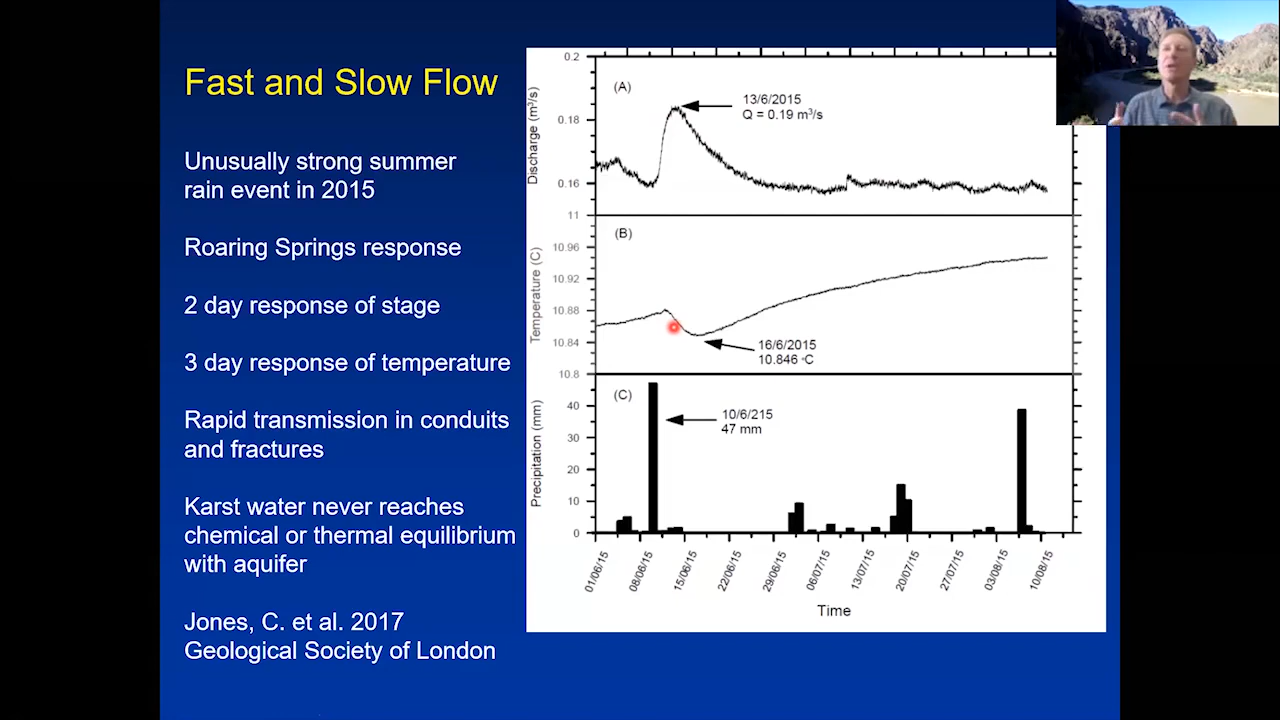 Fast and Slow Flow
Unusually strong summer
rain event in 2015
Roaring Springs response
2 day response of stage
3 day response of temperature
Rapid transmission in conduits
and fractures
Karst water never reaches
chemical or thermal equilibrium
with aquifer
Jones, C. et al. 2017
Geological Society of London
(A)
Discharge (m³/s)
0.2
0.18
0.16
13/6/2015
Q = 0.19 m³/s
(B)
Temperature (C)
11
10.96
10.92
10.88
10.84
10.8
16/6/2015
10.846 °C
(C)
Precipitation (mm)
40
30
20
10
0
10/6/215
47 mm
01/06/15
08/06/15
15/06/15
22/06/15
29/06/15
06/07/15
13/07/15
20/07/15
27/07/15
03/08/15
10/08/15
Time